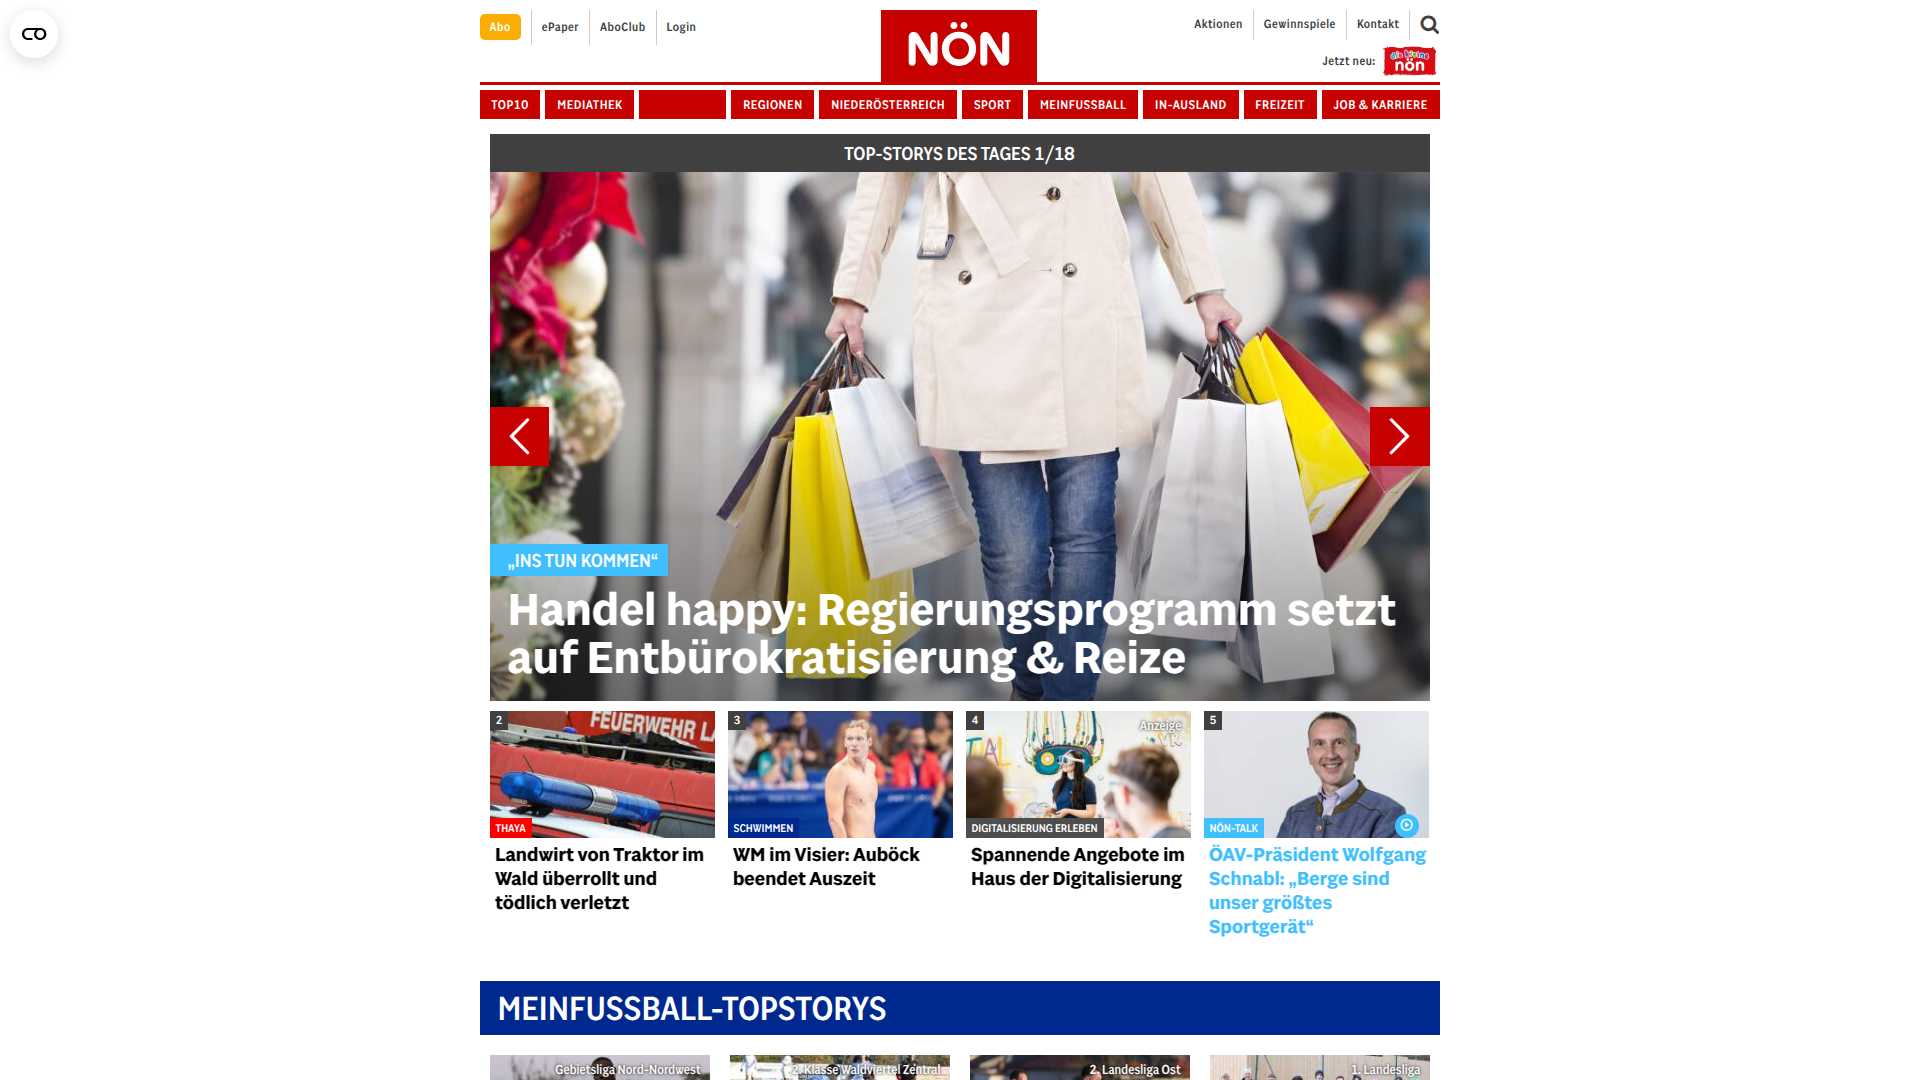 Abo
ePaper
AboClub
Login
NÖN
Aktionen
Gewinnspiele
Kontakt
Jetzt neu:
die kleine
nön
TOP10
MEDIATHEK
REGIONEN
NIEDERÖSTERREICH
SPORT
MEINFUSSBALL
IN-AUSLAND
FREIZEIT
JOB & KARRIERE
TOP-STORYS DES TAGES 1/18
„INS TUN KOMMEN“
Handel happy: Regierungsprogramm setzt
auf Entbürokratisierung & Reize
2
FEUERWEHR
THAYA
Landwirt von Traktor im
Wald überrollt und
tödlich verletzt
3
SCHWIMMEN
WM im Visier: Auböck
beendet Auszeit
4
Anzeige
DIGITALISIERUNG ERLEBEN
Spannende Angebote im
Haus der Digitalisierung
5
NÖN-TALK
ÖAV-Präsident Wolfgang
Schnabl: „Berge sind
unser größtes
Sportgerät“
MEINFUSSBALL-TOPSTORYS
Gebietsliga Nord-Nordwest
2. Klasse Waldviertel Zentral
2. Landesliga Ost
1. Landesliga